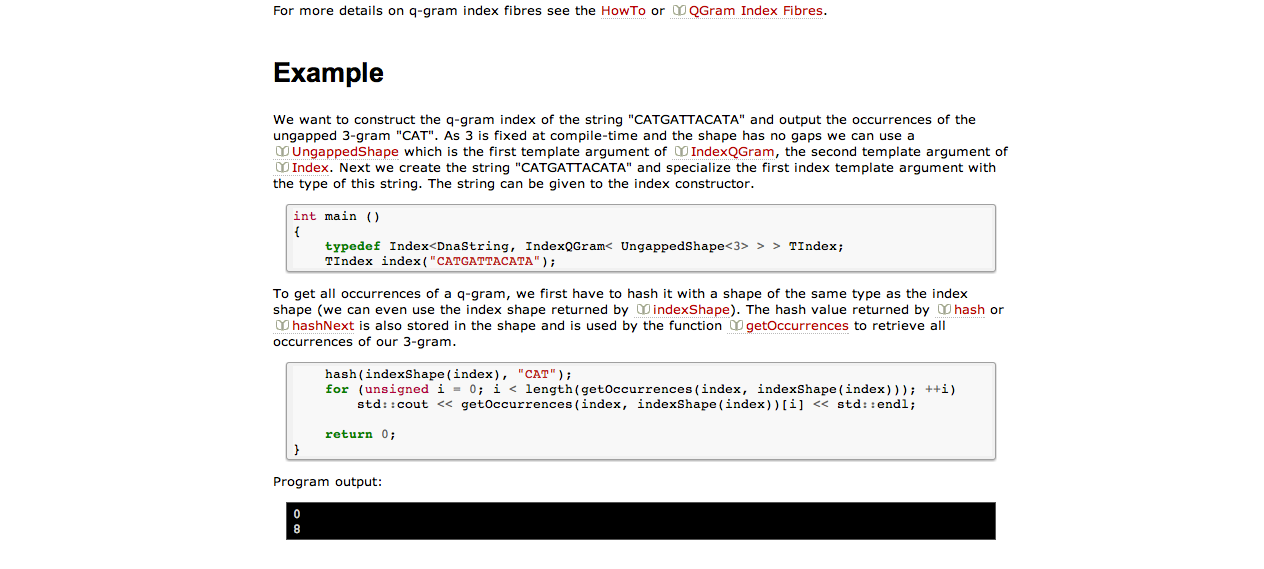 For more details on q-gram index fibres see the HowTo or QGram Index Fibres.
Example
We want to construct the q-gram index of the string "CATGATTACATA" and output the occurrences of the
ungapped 3-gram "CAT". As 3 is fixed at compile-time and the shape has no gaps we can use a
UngappedShape which is the first template argument of IndexQGram, the second template argument of
Index. Next we create the string "CATGATTACATA" and specialize the first index template argument with
the type of this string. The string can be given to the index constructor.
int main ()
{
    typedef Index<DnaString, IndexQGram< UngappedShape<3> > > TIndex;
    TIndex index("CATGATTACATA");
To get all occurrences of a q-gram, we first have to hash it with a shape of the same type as the index
shape (we can even use the index shape returned by indexShape). The hash value returned by hash or
hashNext is also stored in the shape and is used by the function getOccurrences to retrieve all
occurrences of our 3-gram.
    hash(indexShape(index), "CAT");
    for (unsigned i = 0; i < length(getOccurrences(index, indexShape(index))); ++i)
        std::cout << getOccurrences(index, indexShape(index))[i] << std::endl;
    return 0;
}
Program output:
0
8